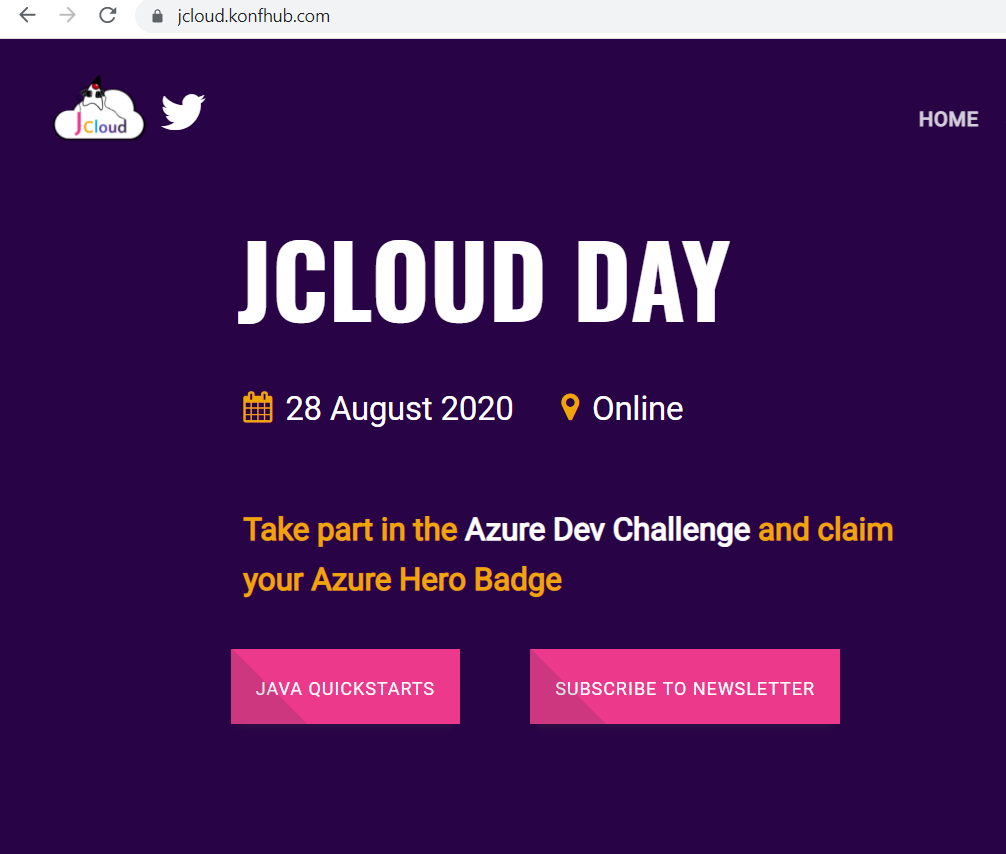 jcloud.konfhub.com
JCloud
HOME
JCLOUD DAY
28 August 2020 Online
Take part in the Azure Dev Challenge and claim
your Azure Hero Badge
JAVA QUICKSTARTS SUBSCRIBE TO NEWSLETTER